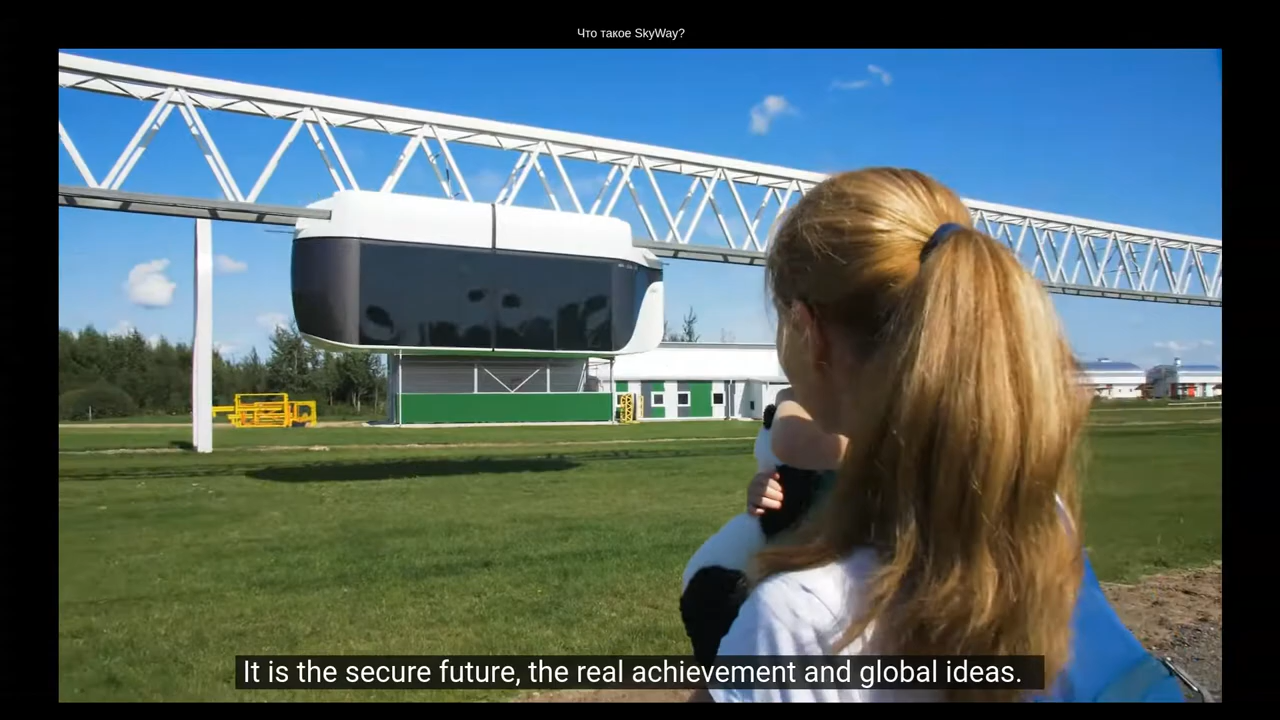 Что такое SkyWay?
It is the secure future, the real achievement and global ideas.